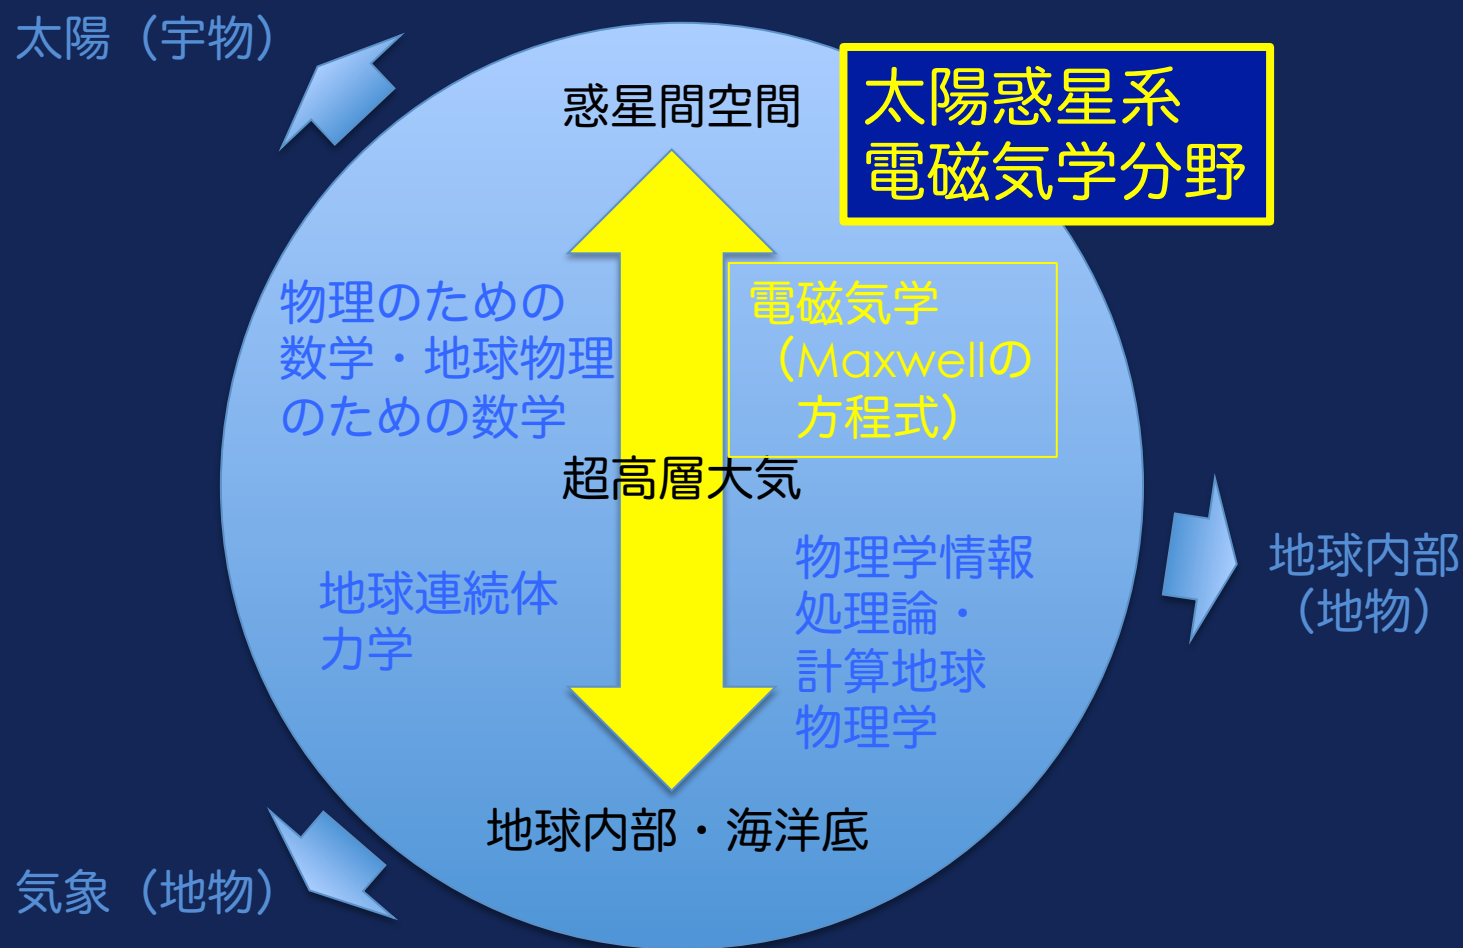 太陽（宇物）
惑星間空間
太陽惑星系
電磁気学分野
物理のための
数学・地球物理
のための数学
電磁気学
（Maxwellの
方程式）
超高層大気
地球連続体
力学
物理学情報
処理論・
計算地球
物理学
地球内部
（地物）
地球内部・海洋底
気象（地物）